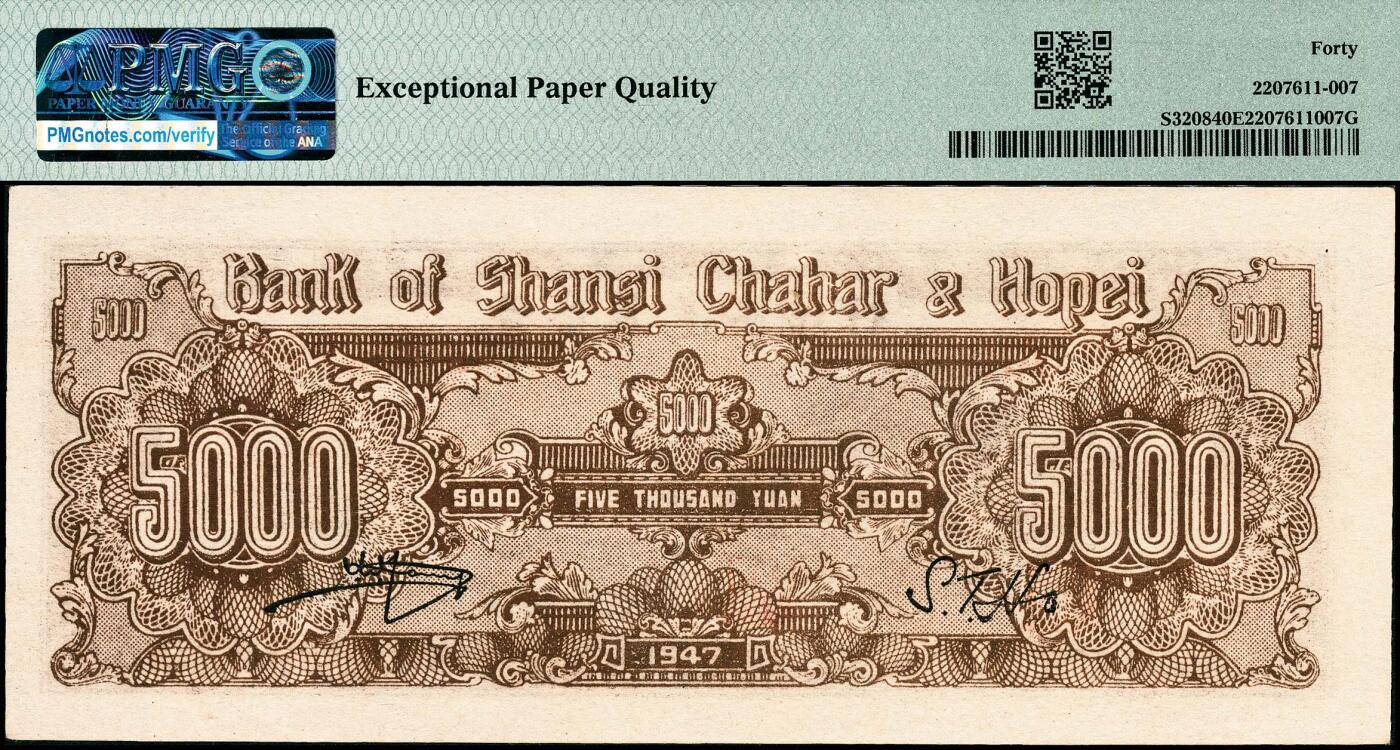 PMG
PAPER MONEY GUARANTY
PMGnotes.com/verify
The Official Grading
Service of the ANA
Exceptional Paper Quality
Forty
2207611-007
S320840E2207611007G
Bank of Shansi Chahar & Hopei
5000 5000
5000
5000 5000
5000 FIVE THOUSAND YUAN 5000
S. T.
1947